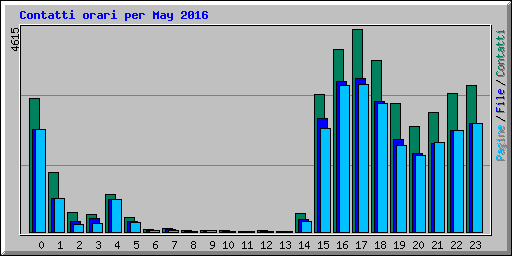 Contatti orari per May 2016
4615
Pagine/File/Contatti
0 1 2 3 4 5 6 7 8 9 10 11 12 13 14 15 16 17 18 19 20 21 22 23